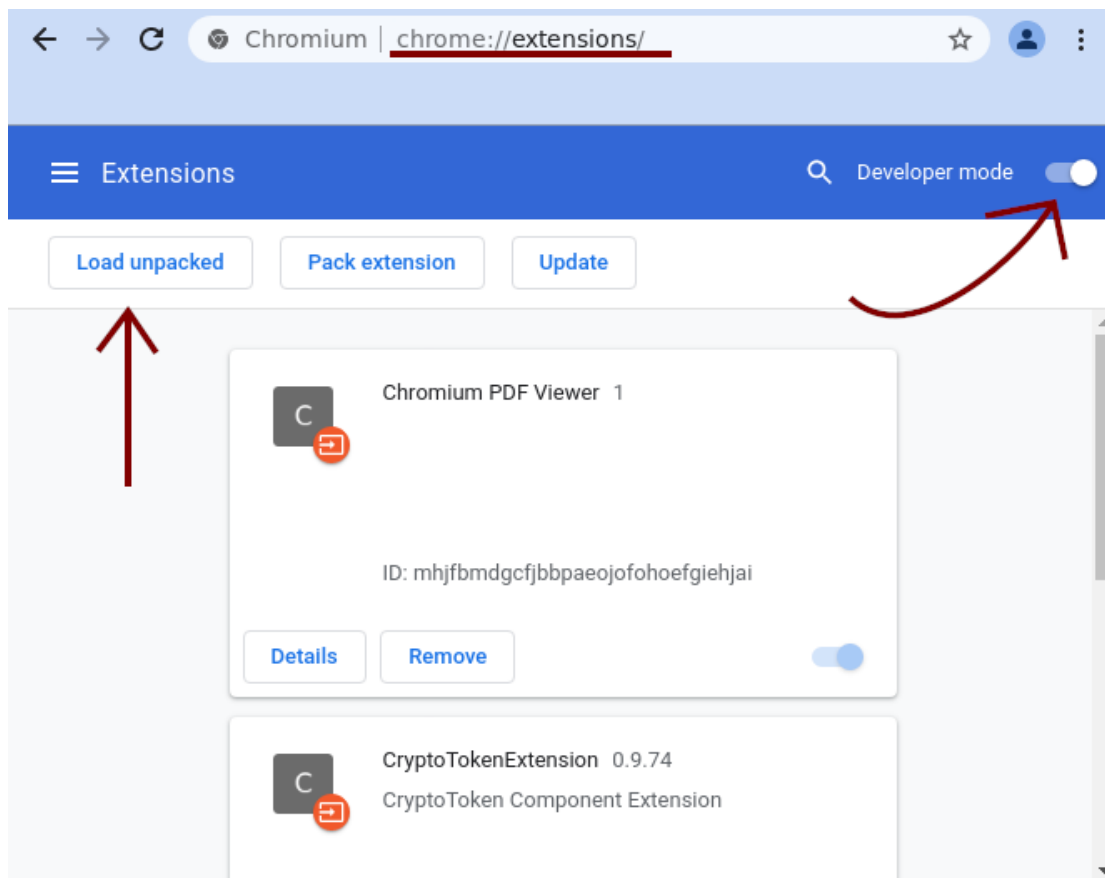 Chromium | chrome://extensions/
Extensions Developer mode
Load unpacked Pack extension Update
C Chromium PDF Viewer 1
ID: mhjfbmdgcfjbbpaeojofohoefgiehjai
Details Remove
C CryptoTokenExtension 0.9.74
CryptoToken Component Extension